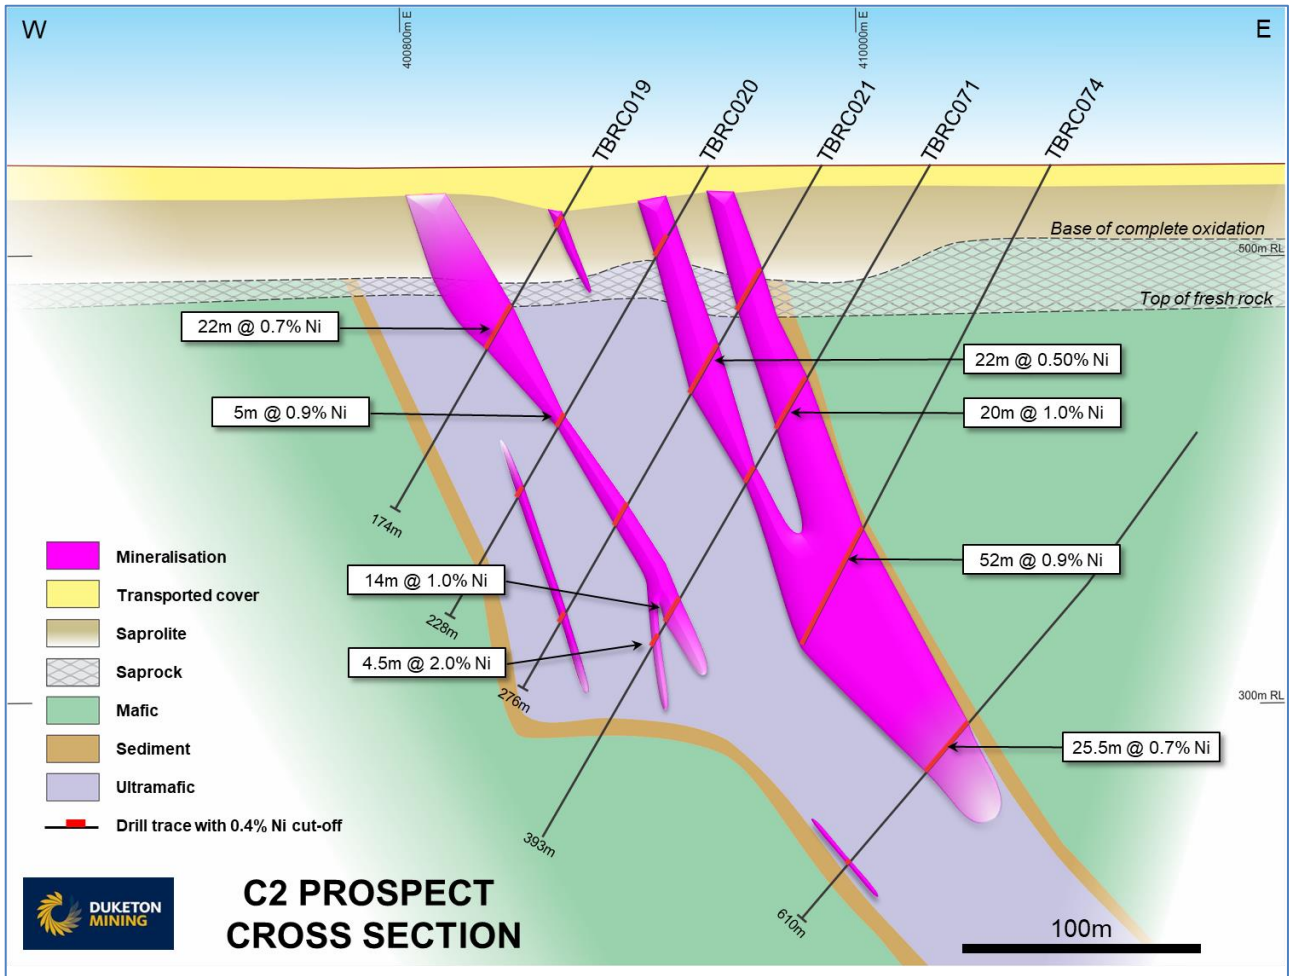 W
400800m E
410000m E
E
TBRC019
TBRC020
TBRC021
TBRC071
TBRC074
Base of complete oxidation
500m RL
Top of fresh rock
22m @ 0.7% Ni
22m @ 0.50% Ni
5m @ 0.9% Ni
20m @ 1.0% Ni
174m
Mineralisation
52m @ 0.9% Ni
14m @ 1.0% Ni
Transported cover
228m
Saprolite
4.5m @ 2.0% Ni
Saprock
276m
300m RL
Mafic
Sediment
25.5m @ 0.7% Ni
Ultramafic
Drill trace with 0.4% Ni cut-off
393m
610m
DUKETON
MINING
C2 PROSPECT
CROSS SECTION
100m